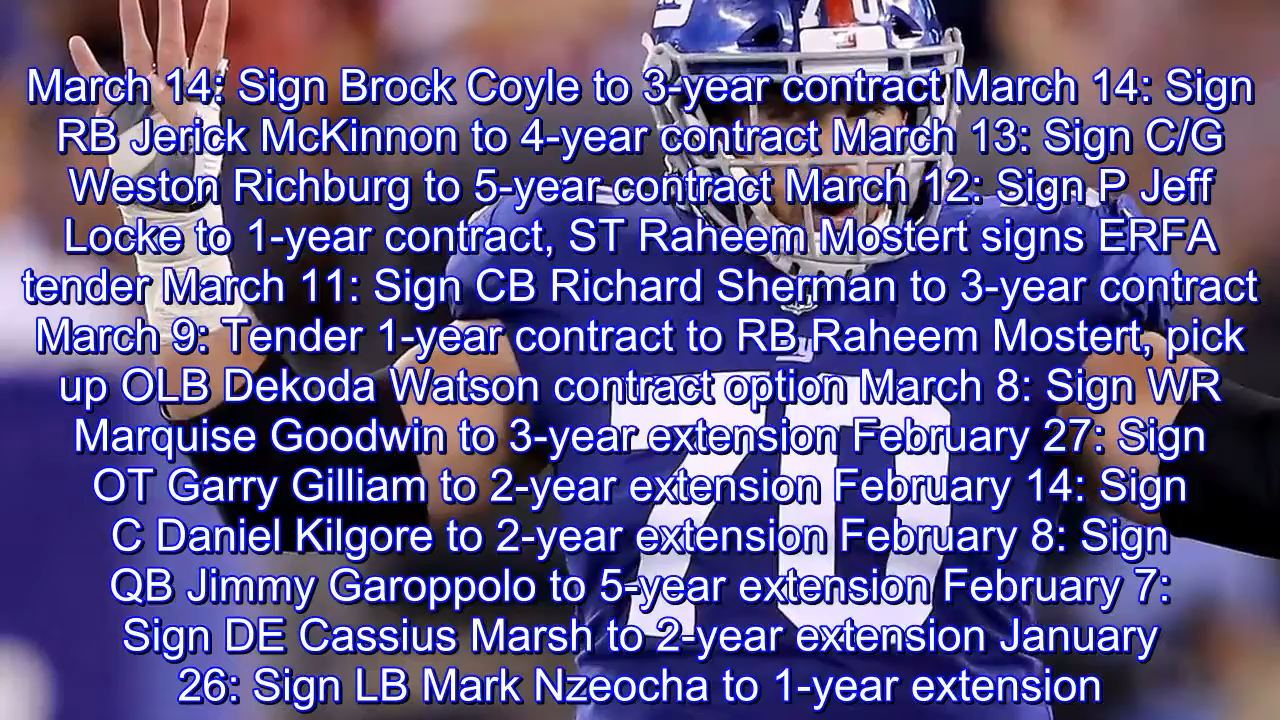 70
March 14: Sign Brock Coyle to 3-year contract March 14: Sign
RB Jerick McKinnon to 4-year contract March 13: Sign C/G
Weston Richburg to 5-year contract March 12: Sign P Jeff
Locke to 1-year contract, ST Raheem Mostert signs ERFA
tender March 11: Sign CB Richard Sherman to 3-year contract
March 9: Tender 1-year contract to RB Raheem Mostert, pick
up OLB Dekoda Watson contract option March 8: Sign WR
Marquise Goodwin to 3-year extension February 27: Sign
OT Garry Gilliam to 2-year extension February 14: Sign
C Daniel Kilgore to 2-year extension February 8: Sign
QB Jimmy Garoppolo to 5-year extension February 7:
Sign DE Cassius Marsh to 2-year extension January
26: Sign LB Mark Nzeocha to 1-year extension
70